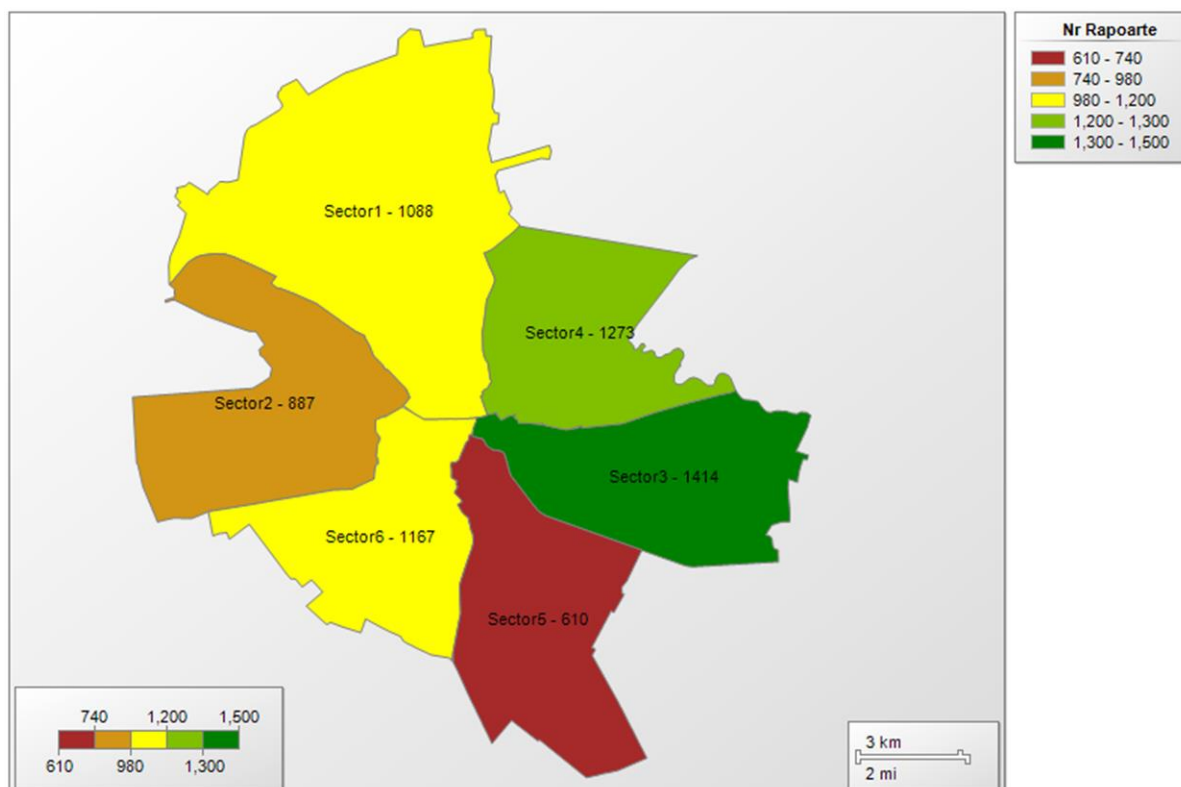 Nr Rapoarte
610 - 740
740 - 980
980 - 1,200
1,200 - 1,300
1,300 - 1,500
Sector1 - 1088
Sector4 - 1273
Sector2 - 887
Sector3 - 1414
Sector6 - 1167
Sector5 - 610
740 1,200 1,500
610 980 1,300
3 km
2 mi